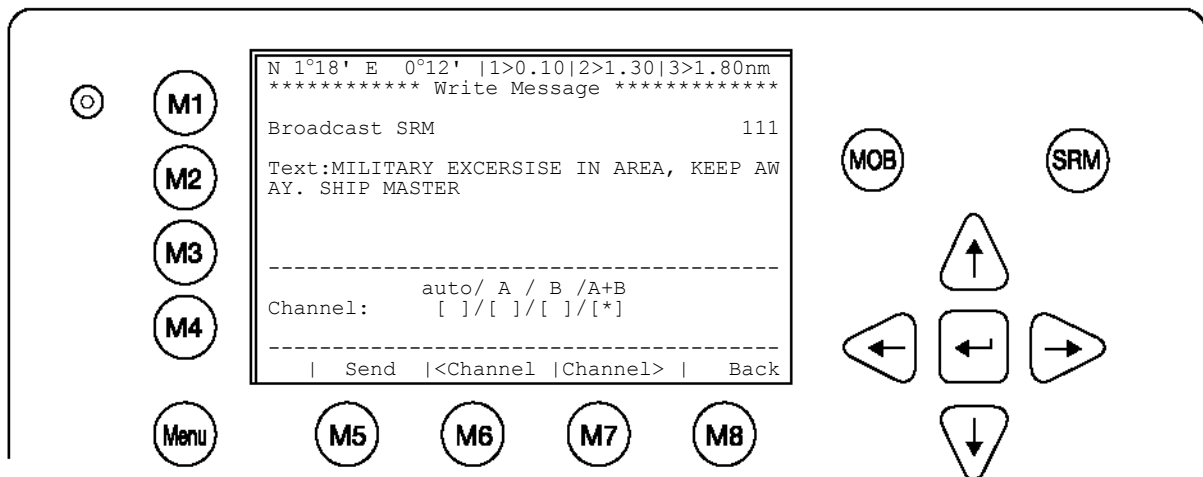 N 1°18' E  0°12' |1>0.10|2>1.30|3>1.80nm
************ Write Message *************
Broadcast SRM 111
Text:MILITARY EXCERSISE IN AREA, KEEP AW
AY. SHIP MASTER
----------------------------------------
auto/ A / B /A+B
Channel: [ ]/[ ]/[ ]/[*]
----------------------------------------
| Send |<Channel |Channel> | Back
M1
M2
M3
M4
Menu
M5
M6
M7
M8
MOB
SRM